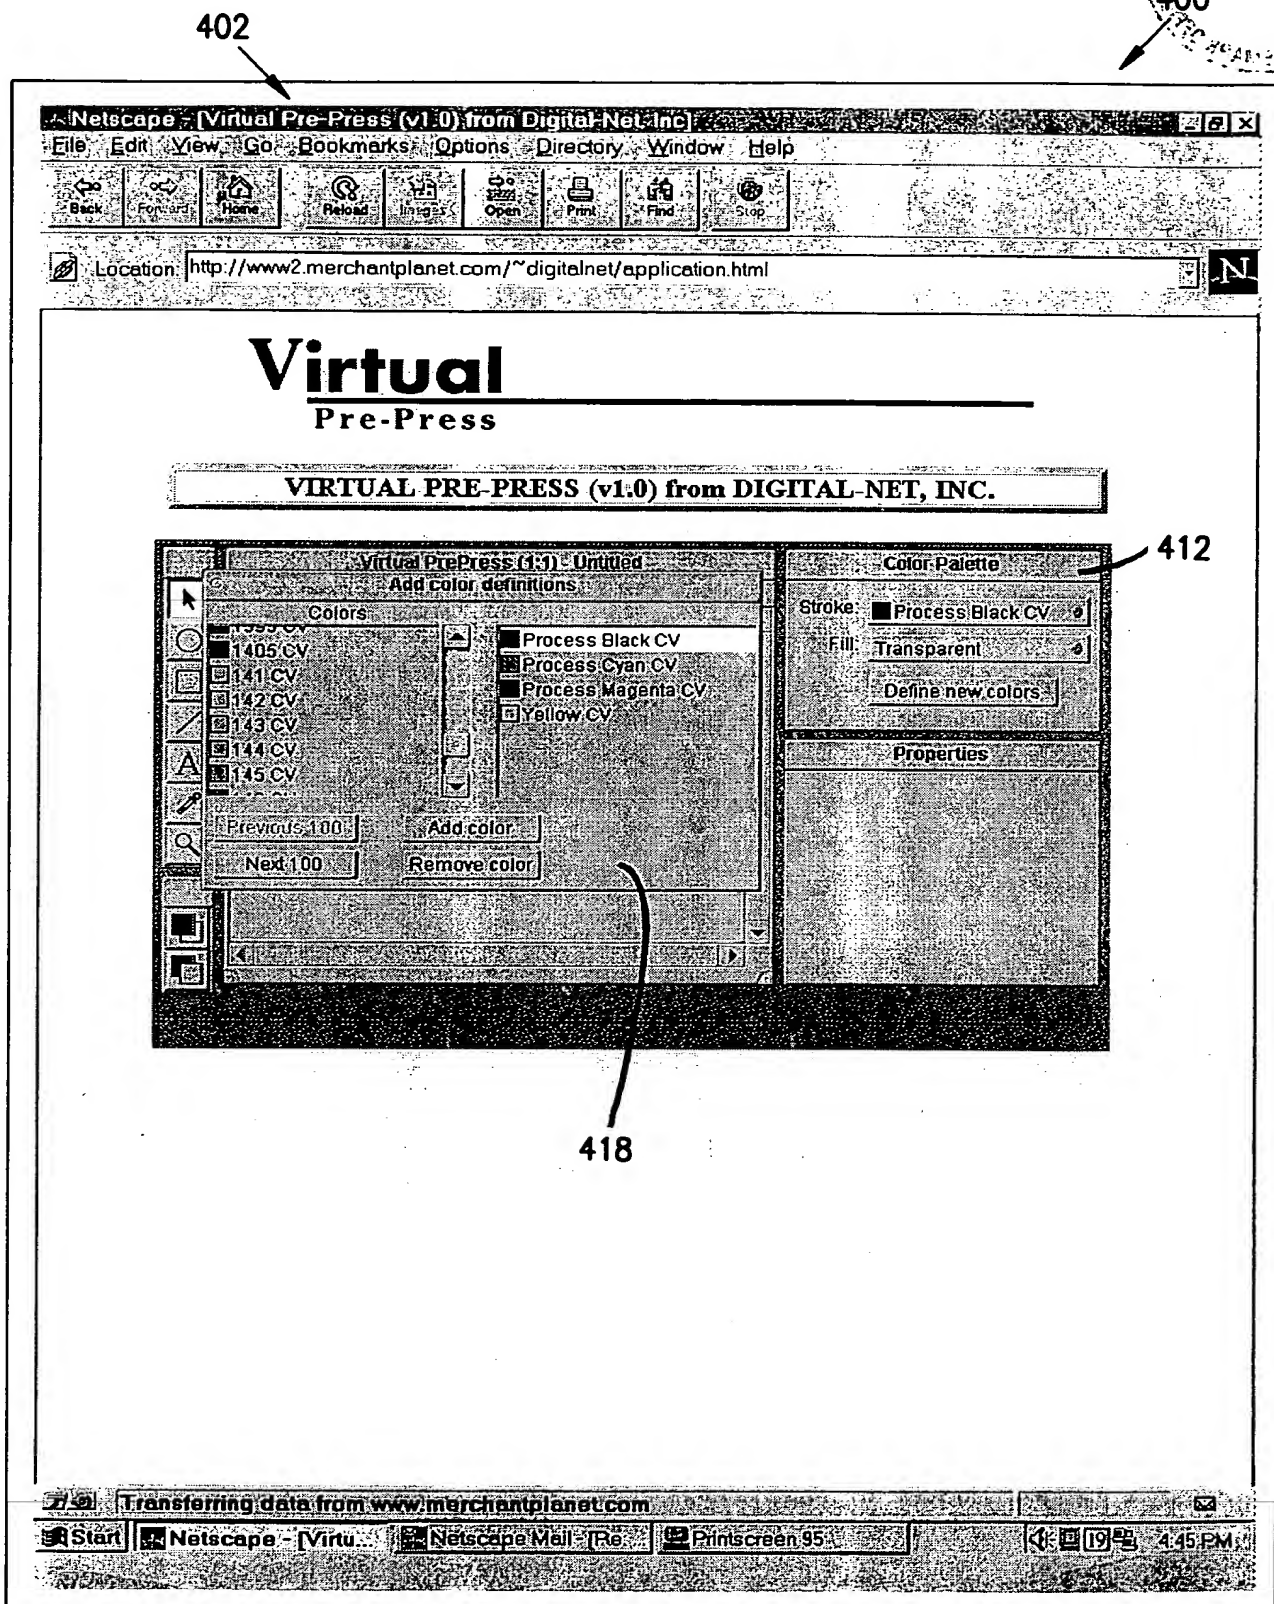 400
402
Netscape - [Virtual Pre-Press (v1.0) from Digital-Net, Inc]
File Edit View Go Bookmarks Options Directory Window Help
Back Forward Home Reload Images Open Print Find Stop
Location: http://www2.merchantplanet.com/~digitalnet/application.html
N
Virtual
Pre-Press
VIRTUAL PRE-PRESS (v1.0) from DIGITAL-NET, INC.
412
Virtual PrePress (1:1) - Untitled
Color Palette
Add color definitions
Colors
Stroke: Process Black CV
Fill: Transparent
Define new colors
Properties
1395 CV
1405 CV
141 CV
142 CV
143 CV
144 CV
145 CV
Process Black CV
Process Cyan CV
Process Magenta CV
Yellow CV
A
Previous 100
Add color
Next 100
Remove color
418
Transferring data from www.merchantplanet.com
Start Netscape - [Virtu... Netscape Mail - [Re... Printscreen 95 19 4:45 PM